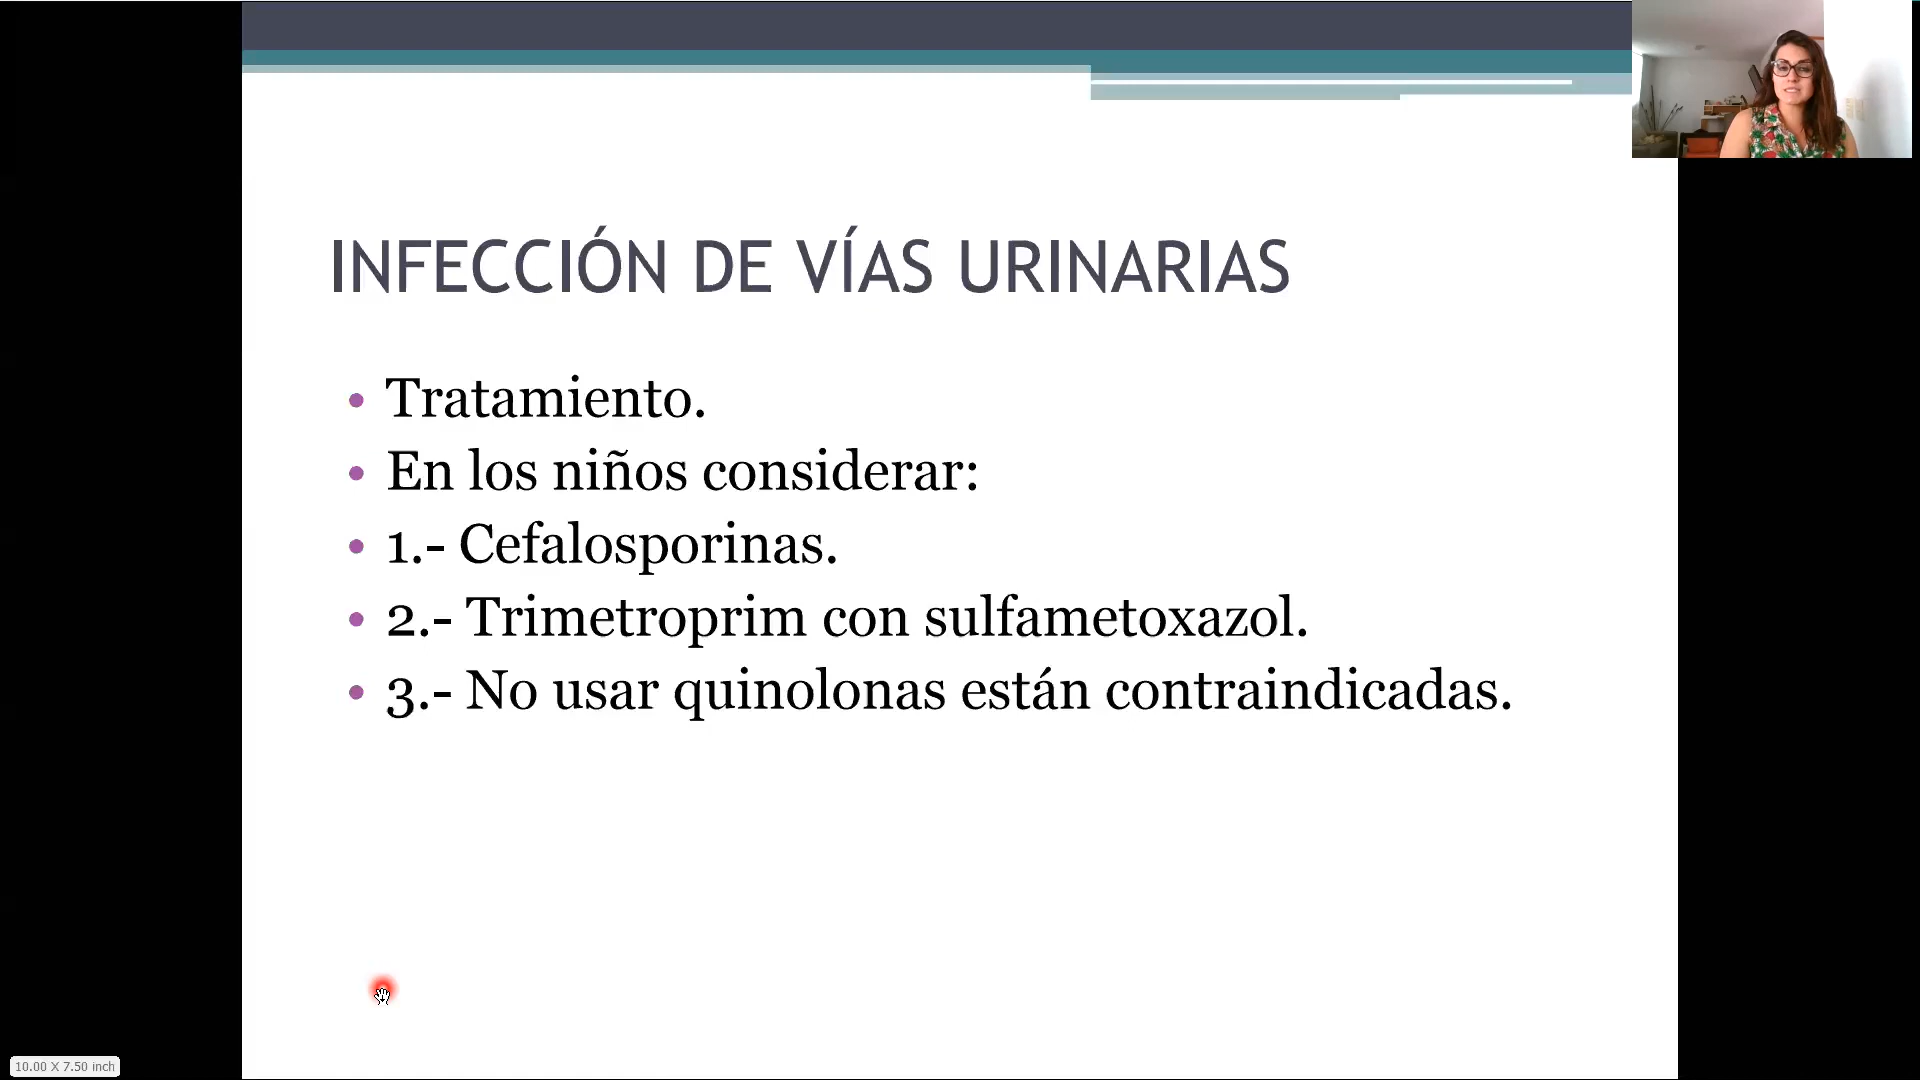 INFECCIÓN DE VÍAS URINARIAS
• Tratamiento.
• En los niños considerar:
• 1.- Cefalosporinas.
• 2.- Trimetroprim con sulfametoxazol.
• 3.- No usar quinolonas están contraindicadas.
10.00 X 7.50 inch